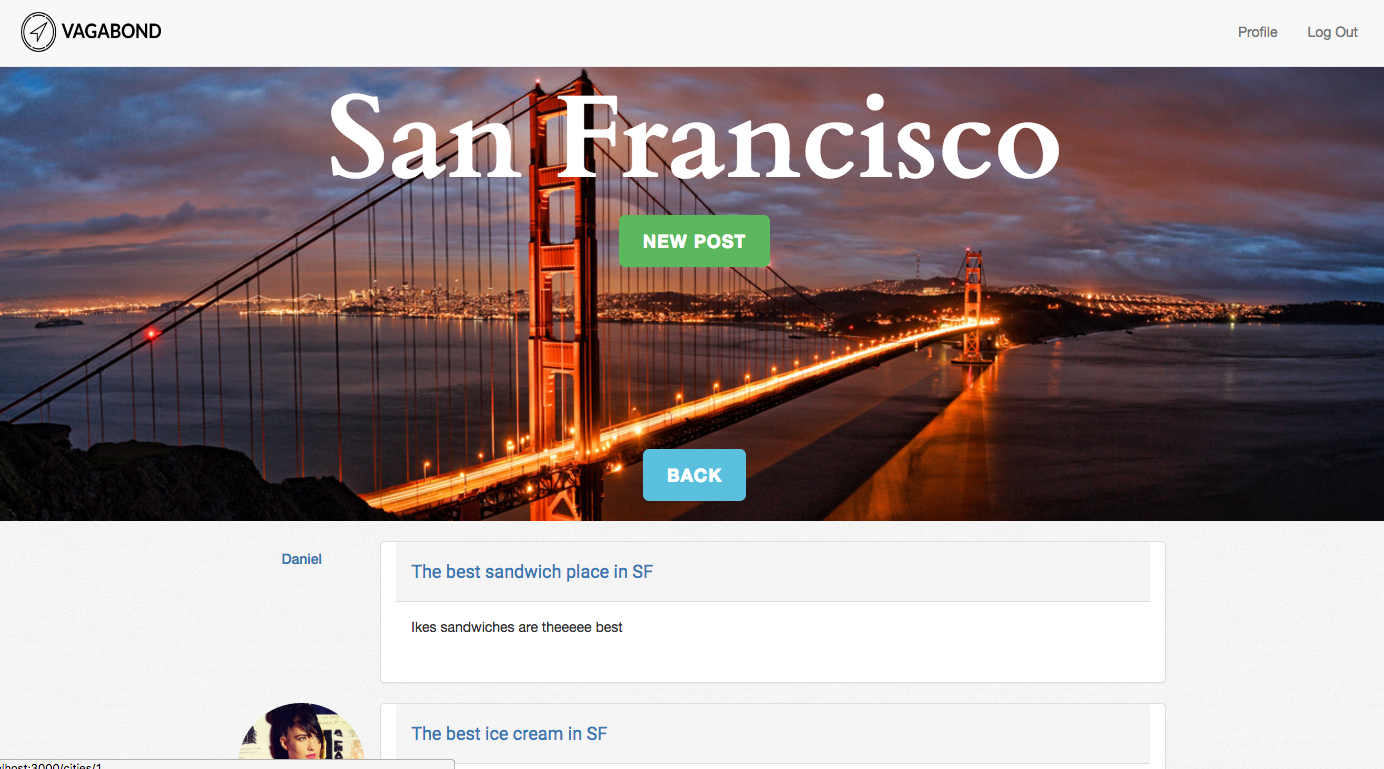 VAGABOND
Profile
Log Out
San Francisco
NEW POST
BACK
Daniel
The best sandwich place in SF
Ikes sandwiches are theeeee best
The best ice cream in SF
lhost:3000/cities/1